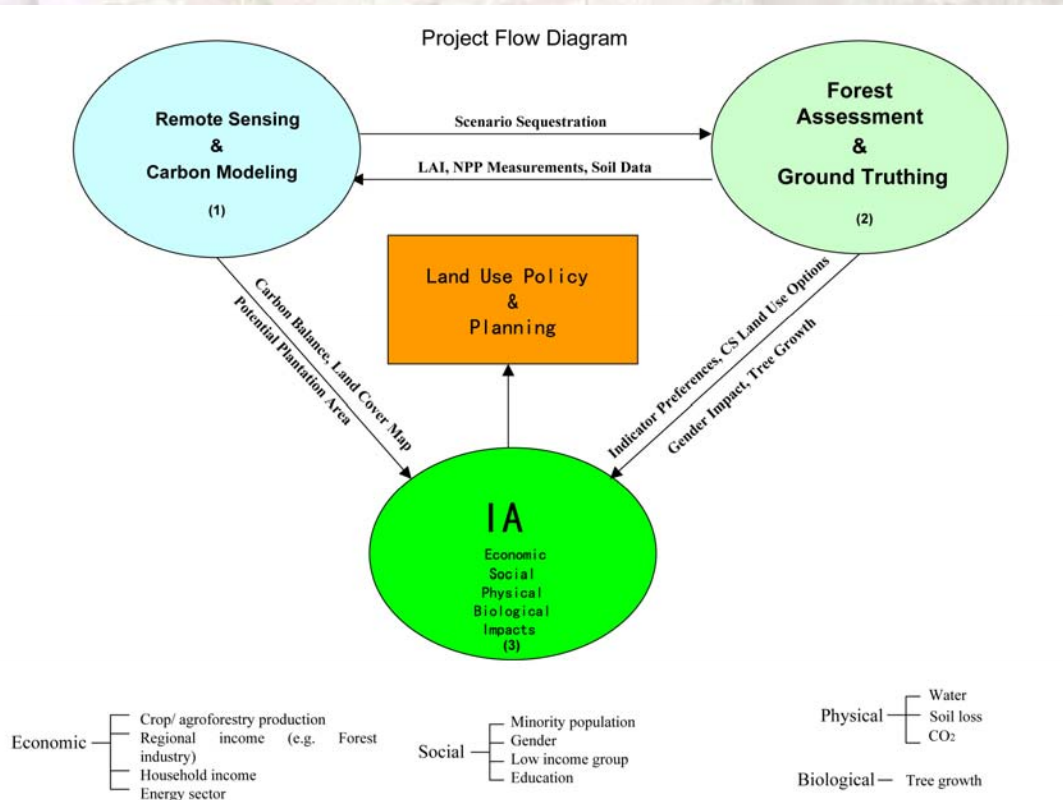 Project Flow Diagram
Remote Sensing
&
Carbon Modeling
(1)
Scenario Sequestration
LAI, NPP Measurements, Soil Data
Forest
Assessment
&
Ground Truthing
(2)
Land Use Policy
&
Planning
Carbon Balance, Land Cover Map
Potential Plantation Area
Indicator Preferences, CS Land Use Options
Gender Impact, Tree Growth
IA
Economic
Social
Physical
Biological
Impacts
(3)
Economic
Crop/ agroforestry production
Regional income (e.g. Forest
industry)
Household income
Energy sector
Social
Minority population
Gender
Low income group
Education
Physical
Water
Soil loss
CO2
Biological
Tree growth